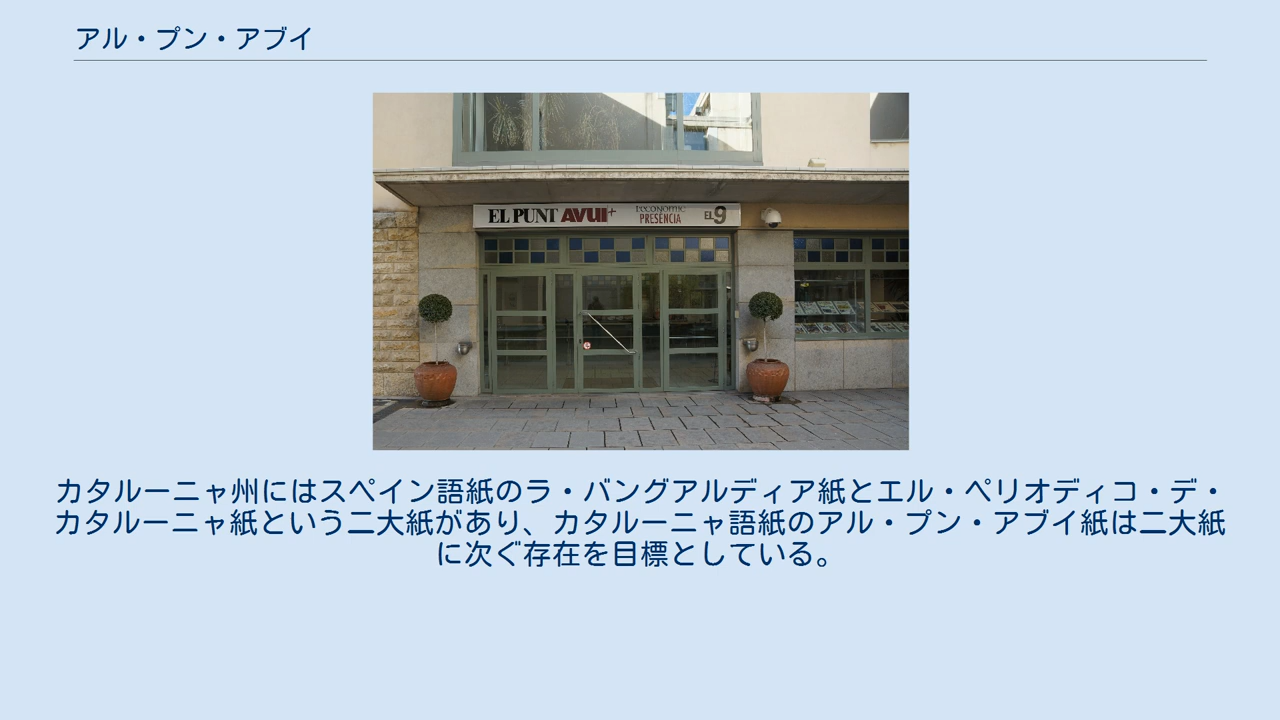 アル・プン・アブイ
EL PUNT AVUI+ L'ECONÒMIC PRESÈNCIA EL 9
カタルーニャ州にはスペイン語紙のラ・バングアルディア紙とエル・ペリオディコ・デ・
カタルーニャ紙という二大紙があり、カタルーニャ語紙のアル・プン・アブイ紙は二大紙
に次ぐ存在を目標としている。